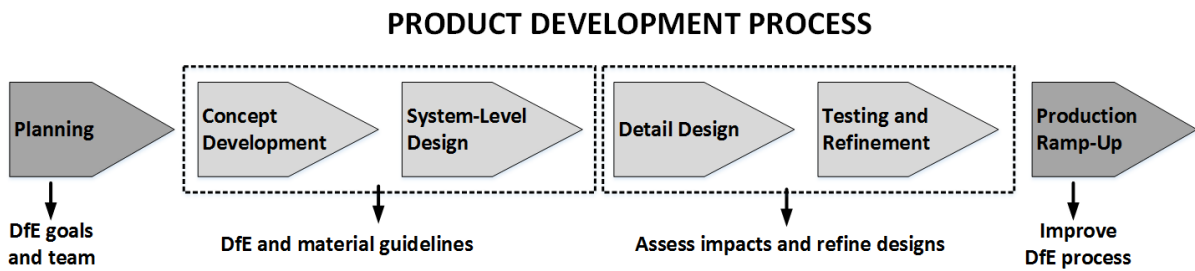 PRODUCT DEVELOPMENT PROCESS
Planning
Concept
Development
System-Level
Design
Detail Design
Testing and
Refinement
Production
Ramp-Up
DfE goals
and team
DfE and material guidelines
Assess impacts and refine designs
Improve
DfE process